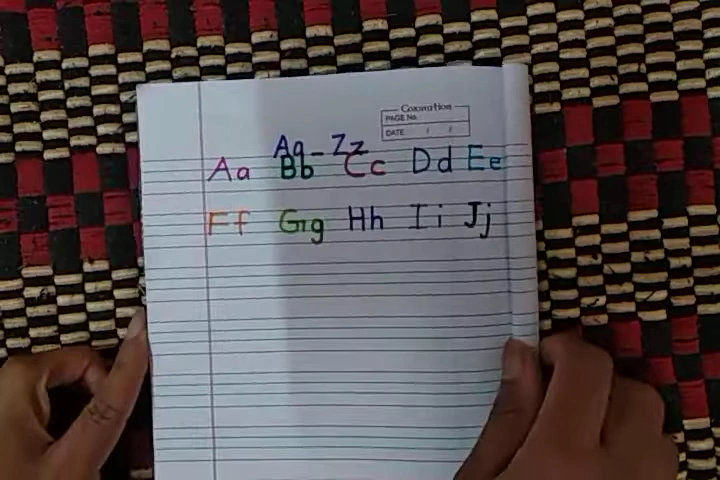 Coronation
PAGE No.
DATE / /
Aa-Zz
Aa Bb Cc Dd Ee
Ff Gg Hh Ii Jj